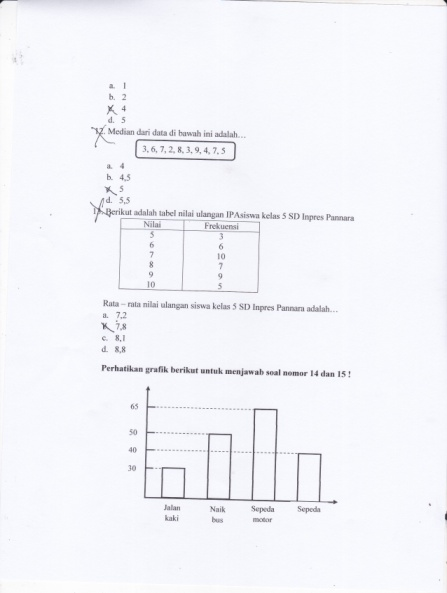 a. 1
b. 2
c. 4
d. 5
12. Median dari data di bawah ini adalah…
3, 6, 7, 2, 8, 3, 9, 4, 7, 5
a. 4
b. 4,5
c. 5
d. 5,5
13. Berikut adalah tabel nilai ulangan IPAsiswa kelas 5 SD Inpres Pannara
Nilai Frekuensi
5 3
6 6
7 10
8 7
9 9
10 5
Rata – rata nilai ulangan siswa kelas 5 SD Inpres Pannara adalah…
a. 7,2
b. 7,8
c. 8,1
d. 8,8
Perhatikan grafik berikut untuk menjawab soal nomor 14 dan 15 !
65
50
40
30
Jalan kaki
Naik bus
Sepeda motor
Sepeda